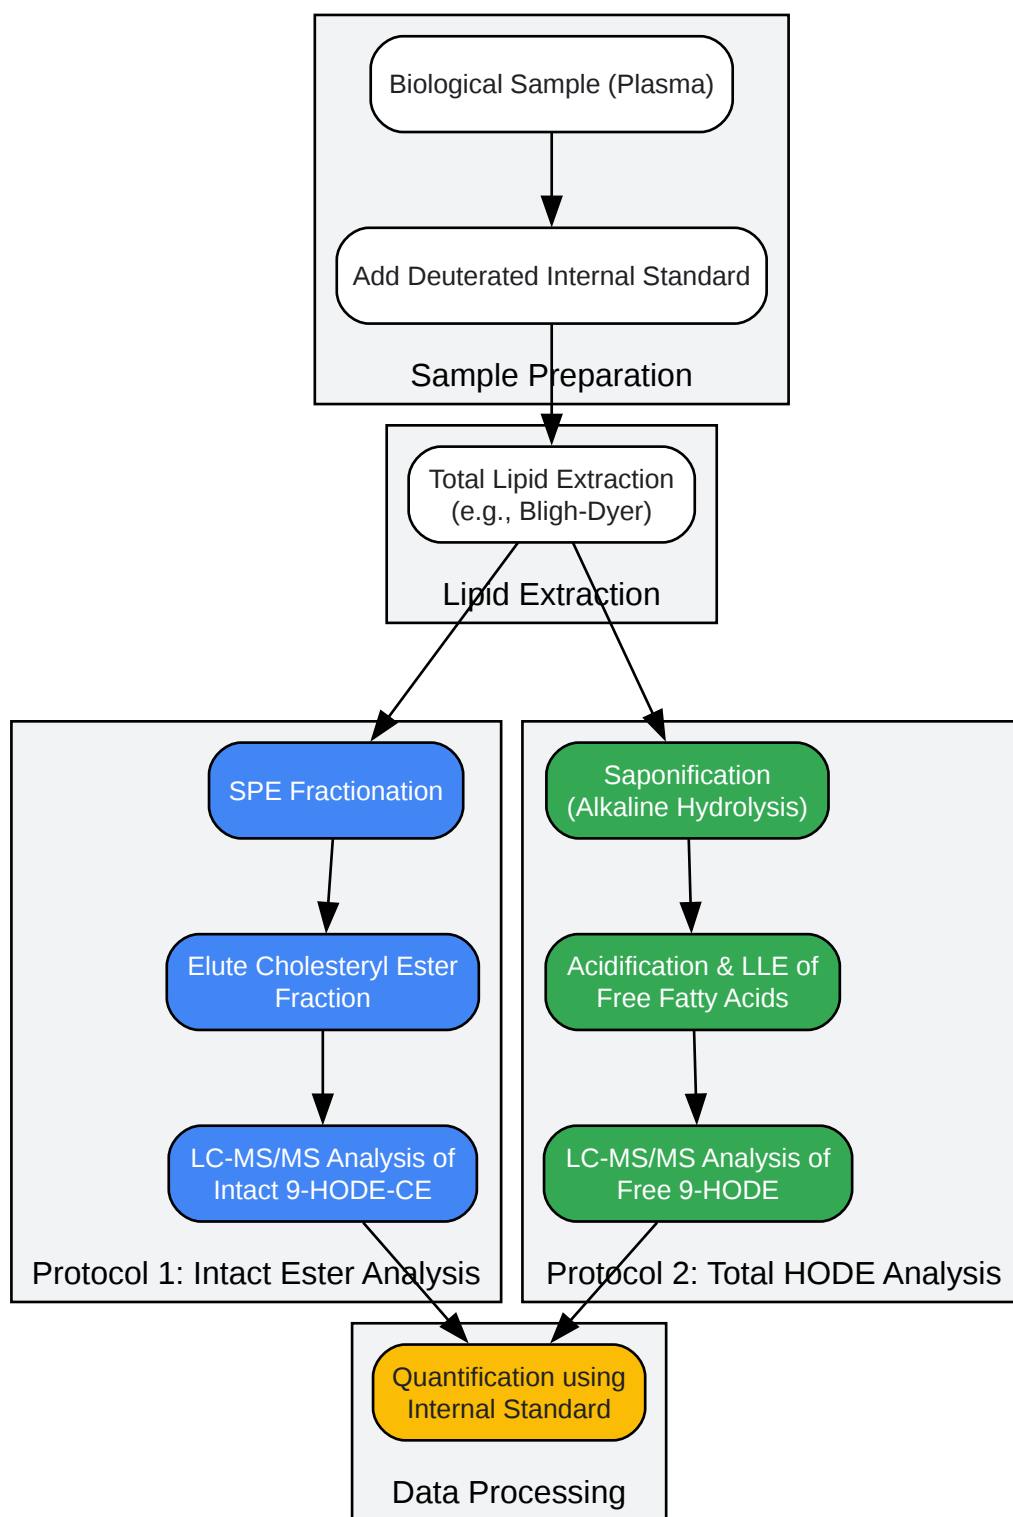 Biological Sample (Plasma)
Add Deuterated Internal Standard
Sample Preparation
Total Lipid Extraction
(e.g., Bligh-Dyer)
Lipid Extraction
SPE Fractionation
Elute Cholesteryl Ester
Fraction
LC-MS/MS Analysis of
Intact 9-HODE-CE
Protocol 1: Intact Ester Analysis
Saponification
(Alkaline Hydrolysis)
Acidification & LLE of
Free Fatty Acids
LC-MS/MS Analysis of
Free 9-HODE
Protocol 2: Total HODE Analysis
Quantification using
Internal Standard
Data Processing